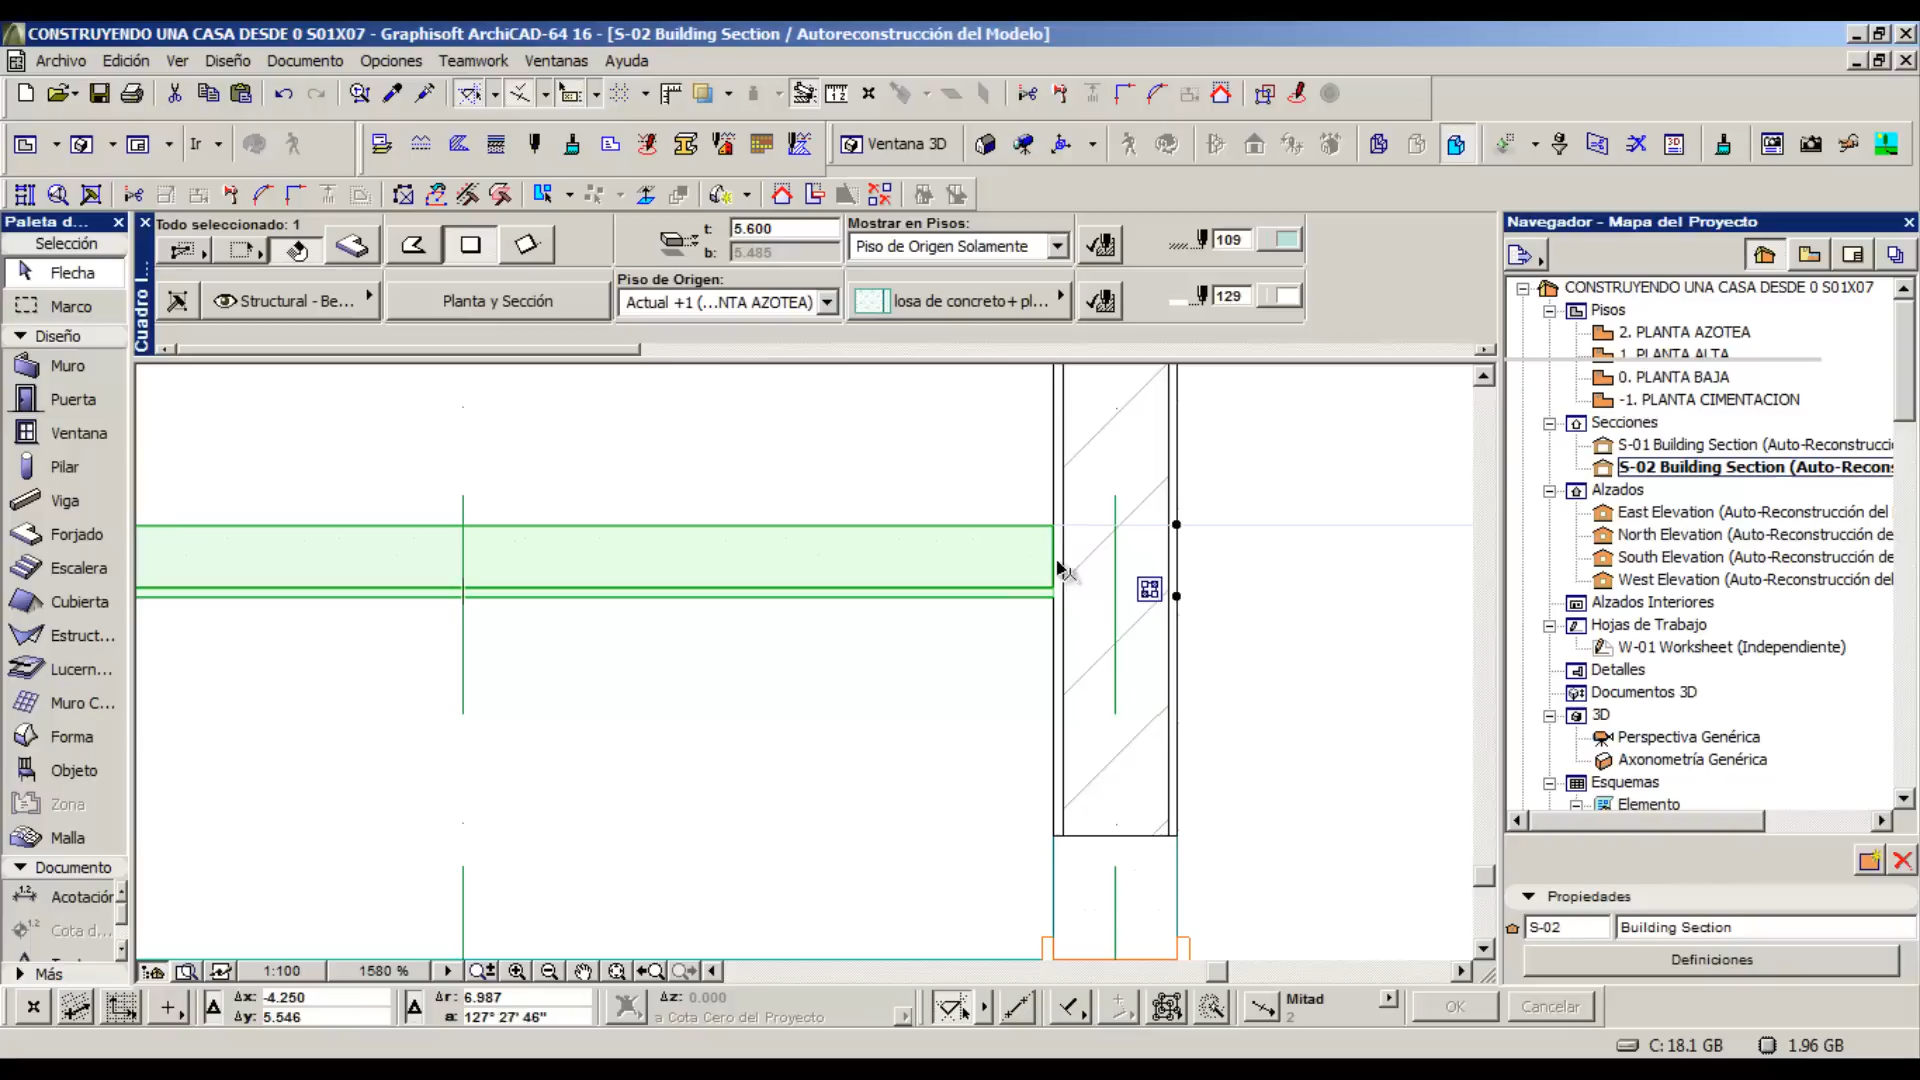 CONSTRUYENDO UNA CASA DESDE 0 S01X07 - Graphisoft ArchiCAD-64 16 - [S-02 Building Section / Autoreconstrucción del Modelo]
Archivo Edición Ver Diseño Documento Opciones Teamwork Ventanas Ayuda
Ir
Ventana 3D
Paleta d...
Selección
Flecha
Marco
Diseño
Muro
Puerta
Ventana
Pilar
Viga
Forjado
Escalera
Cubierta
Estruct...
Lucern...
Muro C...
Forma
Objeto
Zona
Malla
Documento
Acotación
Cota d...
Más
Cuadro I...
Todo seleccionado: 1
Structural - Be...
Planta y Sección
t: 5.600
b: 5.485
Piso de Origen:
Actual +1 (...NTA AZOTEA)
Mostrar en Pisos:
Piso de Origen Solamente
losa de concreto+ pl...
109
129
1:100
1580 %
Navegador - Mapa del Proyecto
CONSTRUYENDO UNA CASA DESDE 0 S01X07
Pisos
2. PLANTA AZOTEA
1. PLANTA ALTA
0. PLANTA BAJA
-1. PLANTA CIMENTACION
Secciones
S-01 Building Section (Auto-Reconstrucci
S-02 Building Section (Auto-Recons
Alzados
East Elevation (Auto-Reconstrucción del
North Elevation (Auto-Reconstrucción de
South Elevation (Auto-Reconstrucción de
West Elevation (Auto-Reconstrucción del
Alzados Interiores
Hojas de Trabajo
W-01 Worksheet (Independiente)
Detalles
Documentos 3D
3D
Perspectiva Genérica
Axonometría Genérica
Esquemas
Elemento
Propiedades
S-02 Building Section
Definiciones
Δx: -4.250
Δy: 5.546
Δr: 6.987
a: 127° 27' 46"
Δz: 0.000
a Cota Cero del Proyecto
Mitad
2
OK
Cancelar
C: 18.1 GB
1.96 GB